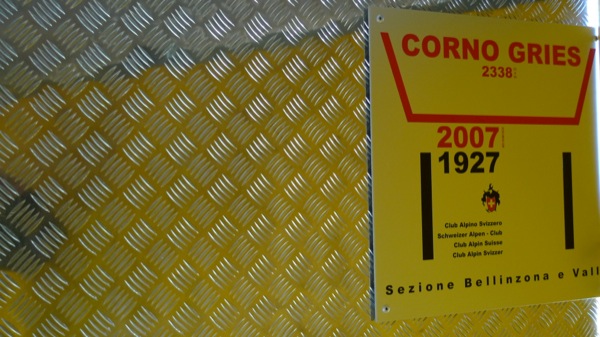 CORNO GRIES
2338
2007
1927
Club Alpino Svizzero
Schweizer Alpen - Club
Club Alpin Suisse
Club Alpin Svizzer
Sezione Bellinzona e Vall